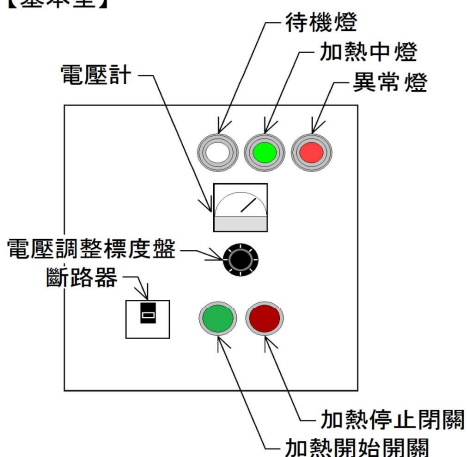 【基本型】
待機燈
加熱中燈
異常燈
電壓計
電壓調整標度盤
斷路器
加熱停止閉關
加熱開始開關